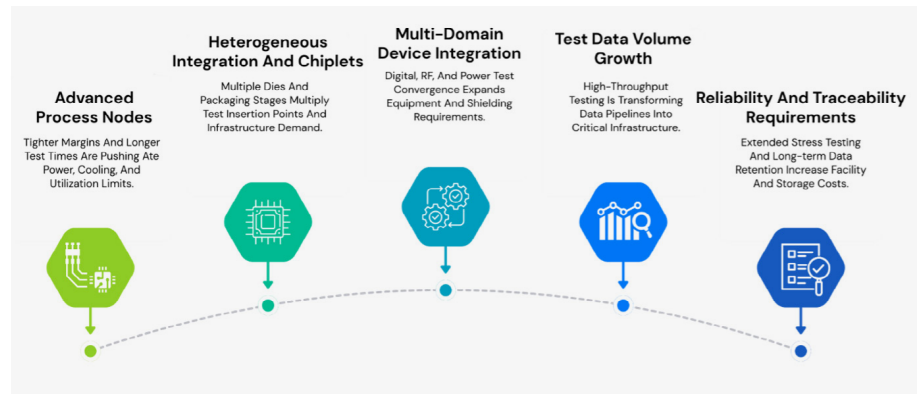 Advanced
Process Nodes
Tighter Margins And Longer
Test Times Are Pushing Ate
Power, Cooling, And
Utilization Limits.
Heterogeneous
Integration And Chiplets
Multiple Dies And
Packaging Stages Multiply
Test Insertion Points And
Infrastructure Demand.
Multi-Domain
Device Integration
Digital, RF, And Power Test
Convergence Expands
Equipment And Shielding
Requirements.
Test Data Volume
Growth
High-Throughput
Testing Is Transforming
Data Pipelines Into
Critical Infrastructure.
Reliability And Traceability
Requirements
Extended Stress Testing
And Long-term Data
Retention Increase Facility
And Storage Costs.